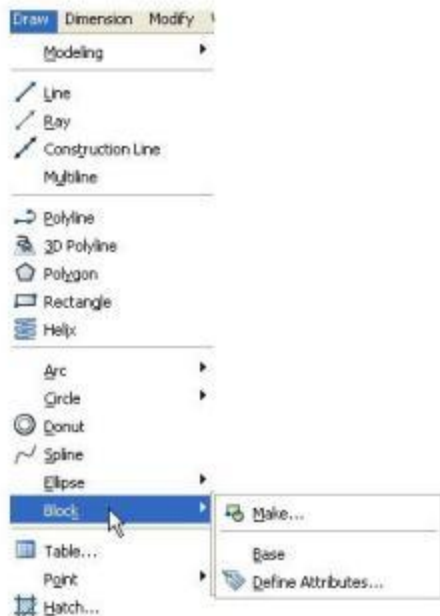 Draw Dimension Modify
Modeling
Line
Ray
Construction Line
Multiline
Polyline
3D Polyline
Polygon
Rectangle
Helix
Arc
Circle
Donut
Spline
Ellipse
Block
Make...
Table...
Base
Point
Define Attributes...
Hatch...